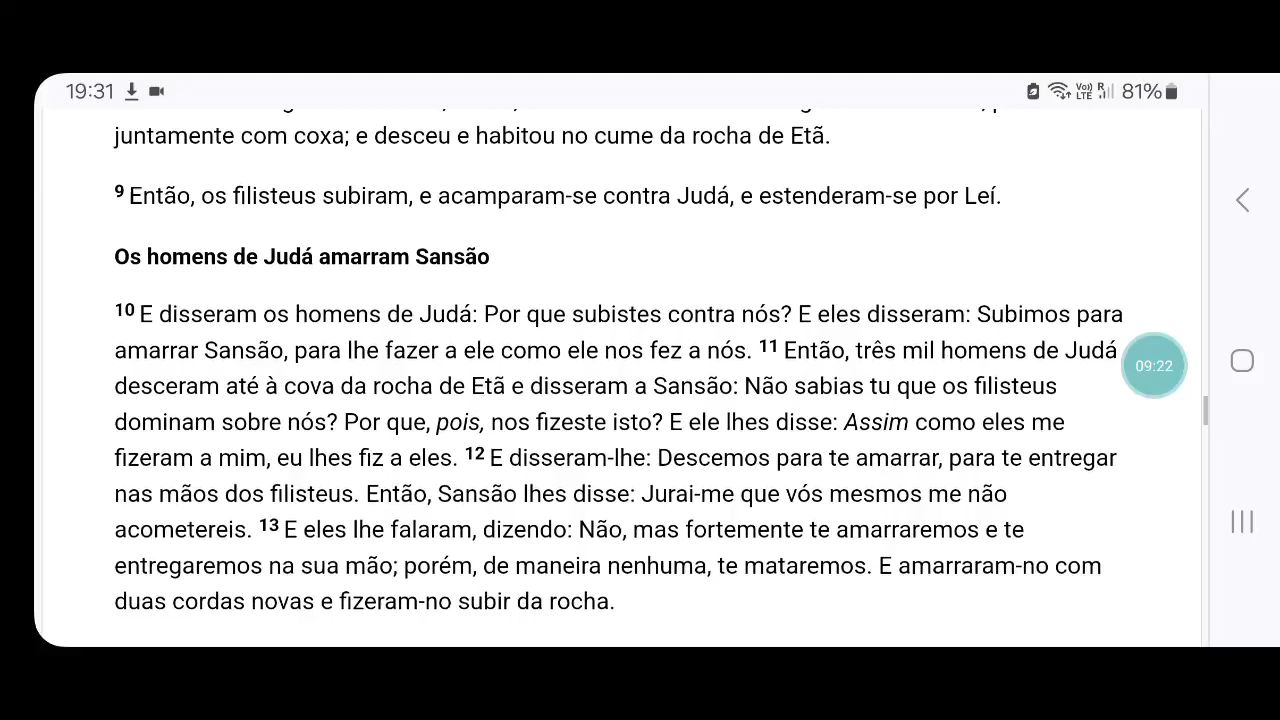 19:31
Vo)) LTE R 81%
juntamente com coxa; e desceu e habitou no cume da rocha de Etã.
9 Então, os filisteus subiram, e acamparam-se contra Judá, e estenderam-se por Leí.
Os homens de Judá amarram Sansão
10 E disseram os homens de Judá: Por que subistes contra nós? E eles disseram: Subimos para
amarrar Sansão, para lhe fazer a ele como ele nos fez a nós. 11 Então, três mil homens de Judá
desceram até à cova da rocha de Etã e disseram a Sansão: Não sabias tu que os filisteus
dominam sobre nós? Por que, pois, nos fizeste isto? E ele lhes disse: Assim como eles me
fizeram a mim, eu lhes fiz a eles. 12 E disseram-lhe: Descemos para te amarrar, para te entregar
nas mãos dos filisteus. Então, Sansão lhes disse: Jurai-me que vós mesmos me não
acometereis. 13 E eles lhe falaram, dizendo: Não, mas fortemente te amarraremos e te
entregaremos na sua mão; porém, de maneira nenhuma, te mataremos. E amarraram-no com
duas cordas novas e fizeram-no subir da rocha.
09:22